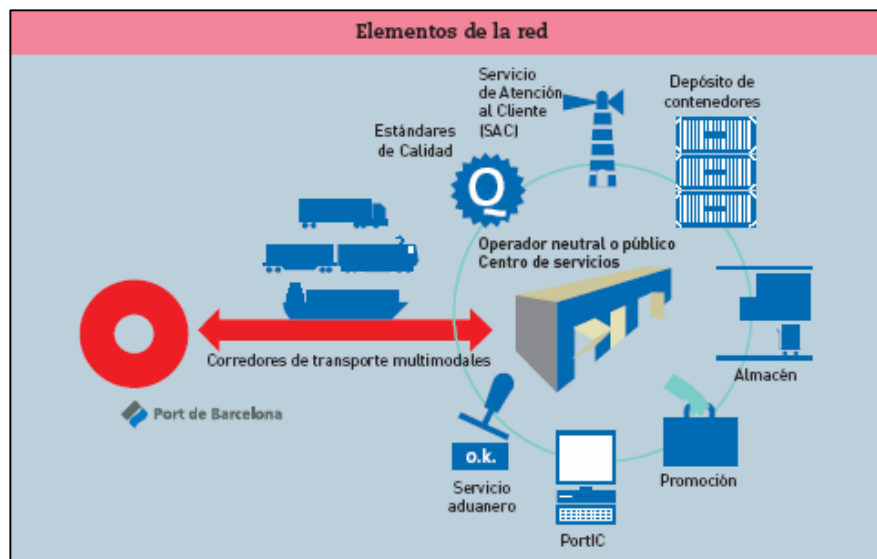 Elementos de la red
Servicio
de Atención
al Cliente
(SAC)
Depósito de
contenedores
Estándares
de Calidad
Q
Operador neutral o público
Centro de servicios
Corredores de transporte multimodales
Almacén
Port de Barcelona
o.k.
Servicio
aduanero
PortIC
Promoción